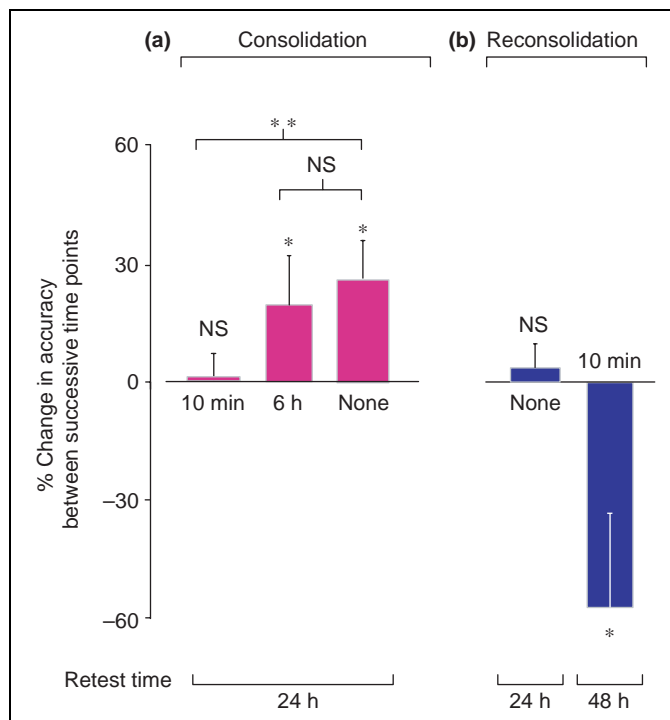 (a) Consolidation
(b) Reconsolidation
% Change in accuracy
between successive time points
60
30
0
–30
–60
* *
NS
* *
NS
10 min 6 h None
NS
10 min
None
*
Retest time
24 h
24 h 48 h